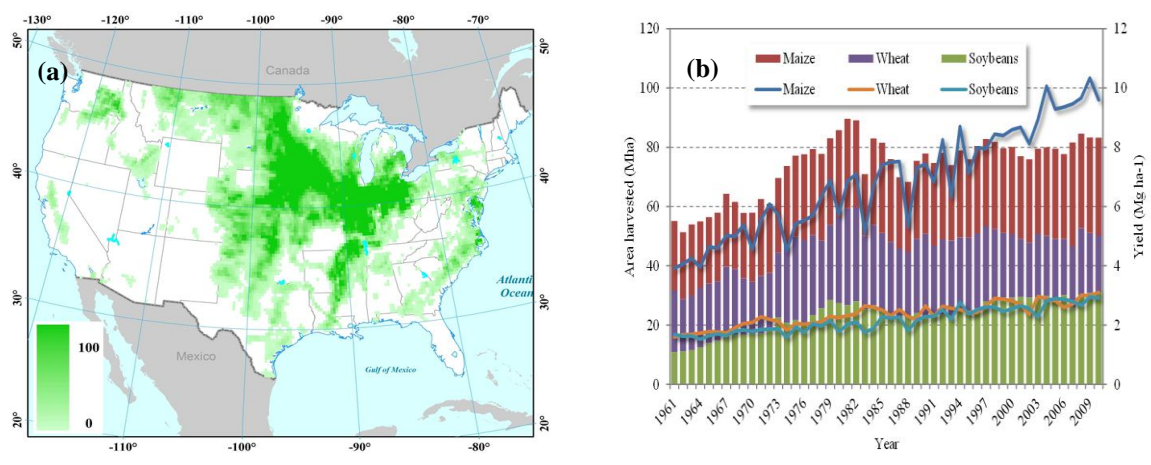 -130° -120° -110° -100° -90° -80° -70°
50° 50°
(a)
Canada
40° 40°
30° 30°
Atlanti
Ocean
100
0
Mexico
Gulf of Mexico
20° 20°
-110° -100° -90° -80°
(b)
Maize Wheat Soybeans
Maize Wheat Soybeans
Area harvested (Mha)
120
100
80
60
40
20
0
Yield (Mg ha-1)
12
10
8
6
4
2
0
1961 1964 1967 1970 1973 1976 1979 1982 1985 1988 1991 1994 1997 2000 2003 2006 2009
Year